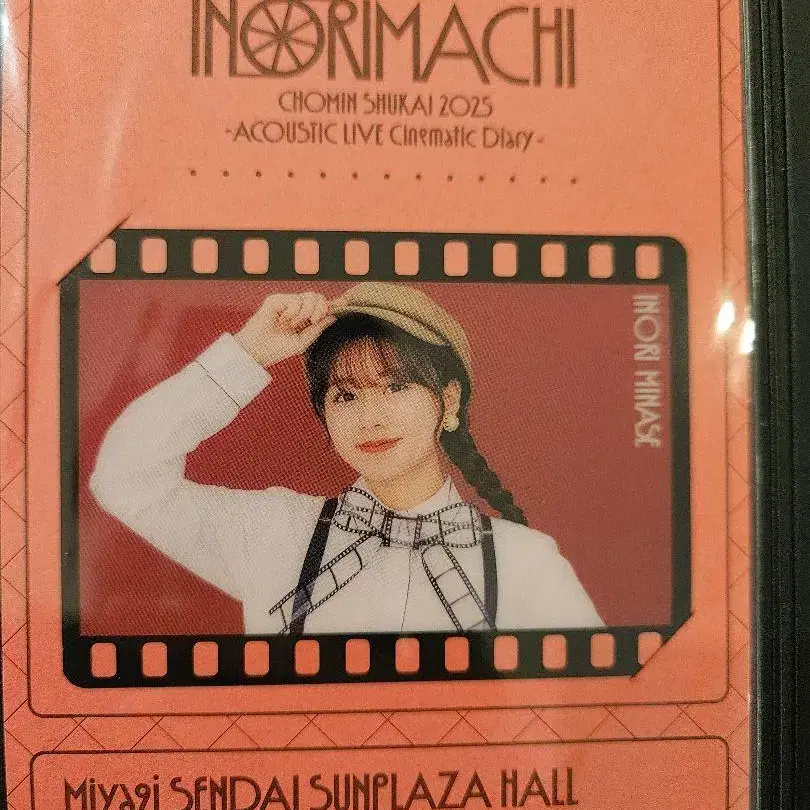 INORIMACHI
CHOMIN SHUKAI 2025
-ACOUSTIC LIVE Cinematic Diary-
INORI MINASE
Miyagi SENDAI SUNPLAZA HALL